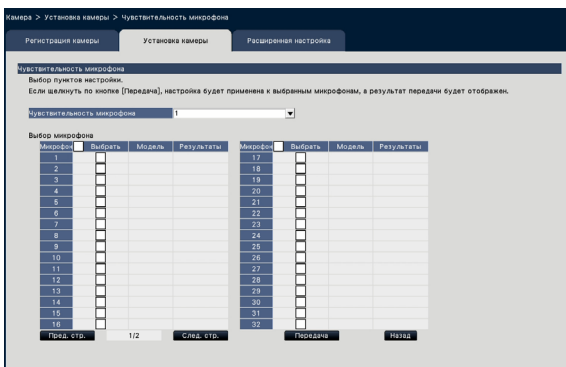 Камера > Установка камеры > Чувствительность микрофона
Регистрация камеры Установка камеры Расширенная настройка
Чувствительность микрофона
Выбор пунктов настройки.
Если щелкнуть по кнопке [Передача], настройка будет применена к выбранным микрофонам, а результат передачи будет отображен.
Чувствительность микрофона 1
Выбор микрофона
Микрофон Выбрать Модель Результаты Микрофон Выбрать Модель Результаты
1 17
2 18
3 19
4 20
5 21
6 22
7 23
8 24
9 25
10 26
11 27
12 28
13 29
14 30
15 31
16 32
Пред. стр. 1/2 След. стр. Передача Назад